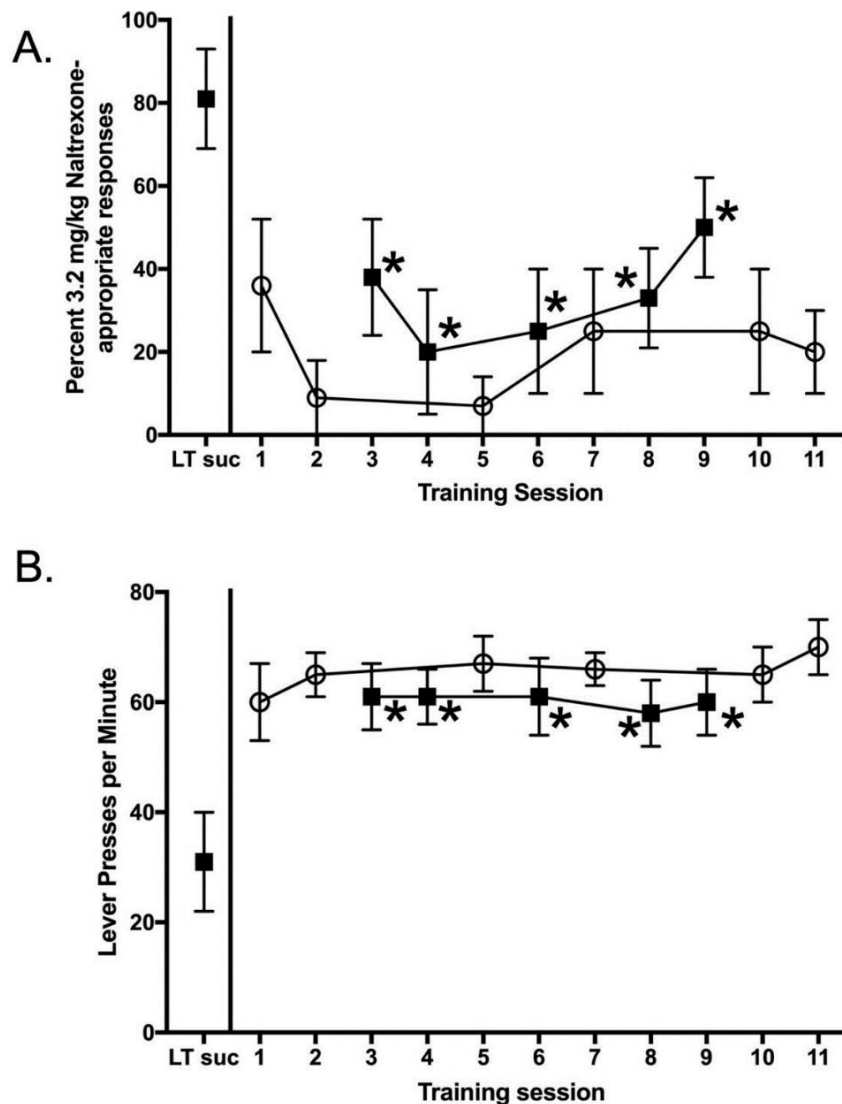 A.
Percent 3.2 mg/kg Naltrexone-
appropriate responses
100
80
60
40
20
0
LT suc 1 2 3 4 5 6 7 8 9 10 11
* * * * *
Training Session
B.
Lever Presses per Minute
80
60
40
20
0
* * * * *
LT suc 1 2 3 4 5 6 7 8 9 10 11
Training session